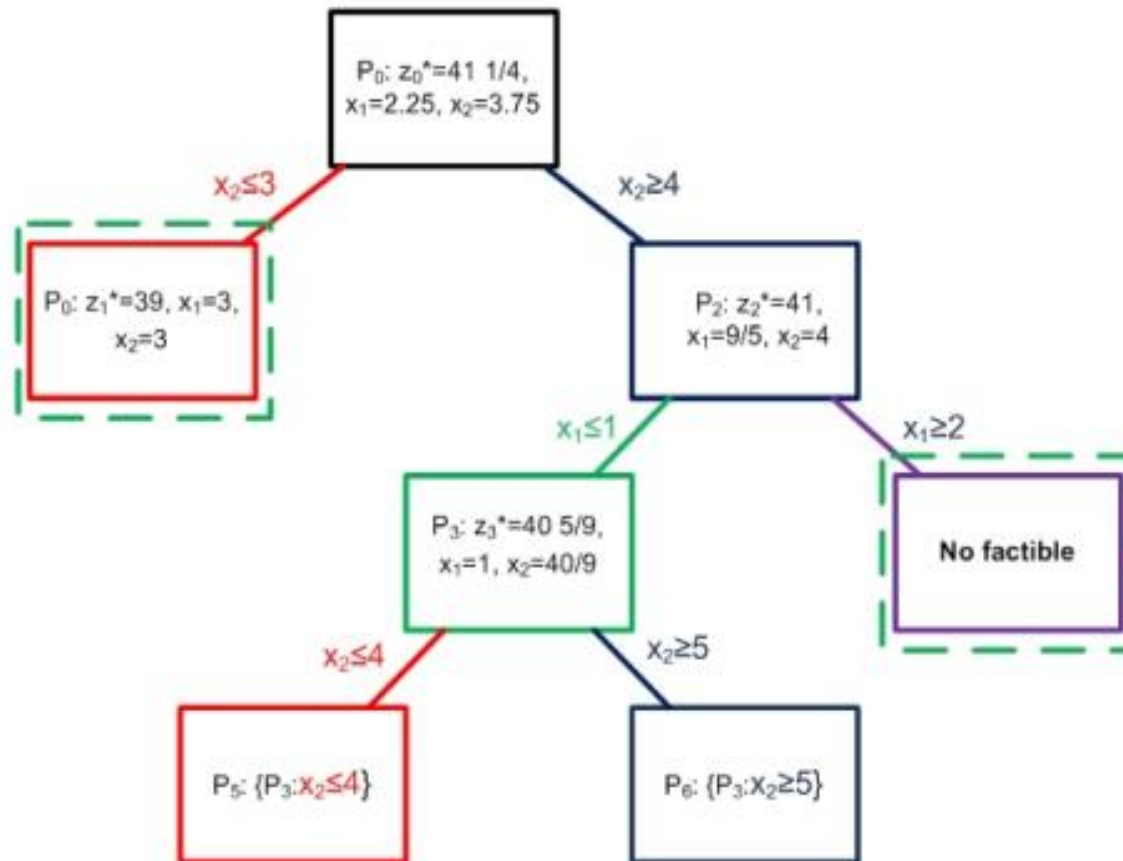 P₀: z₀*=41 1/4,
x₁=2.25, x₂=3.75
x₂≤3
x₂≥4
P₀: z₁*=39, x₁=3,
x₂=3
P₂: z₂*=41,
x₁=9/5, x₂=4
x₁≤1
x₁≥2
P₃: z₃*=40 5/9,
x₁=1, x₂=40/9
No factible
x₂≤4
x₂≥5
P₅: {P₃:x₂≤4}
P₆: {P₃:x₂≥5}